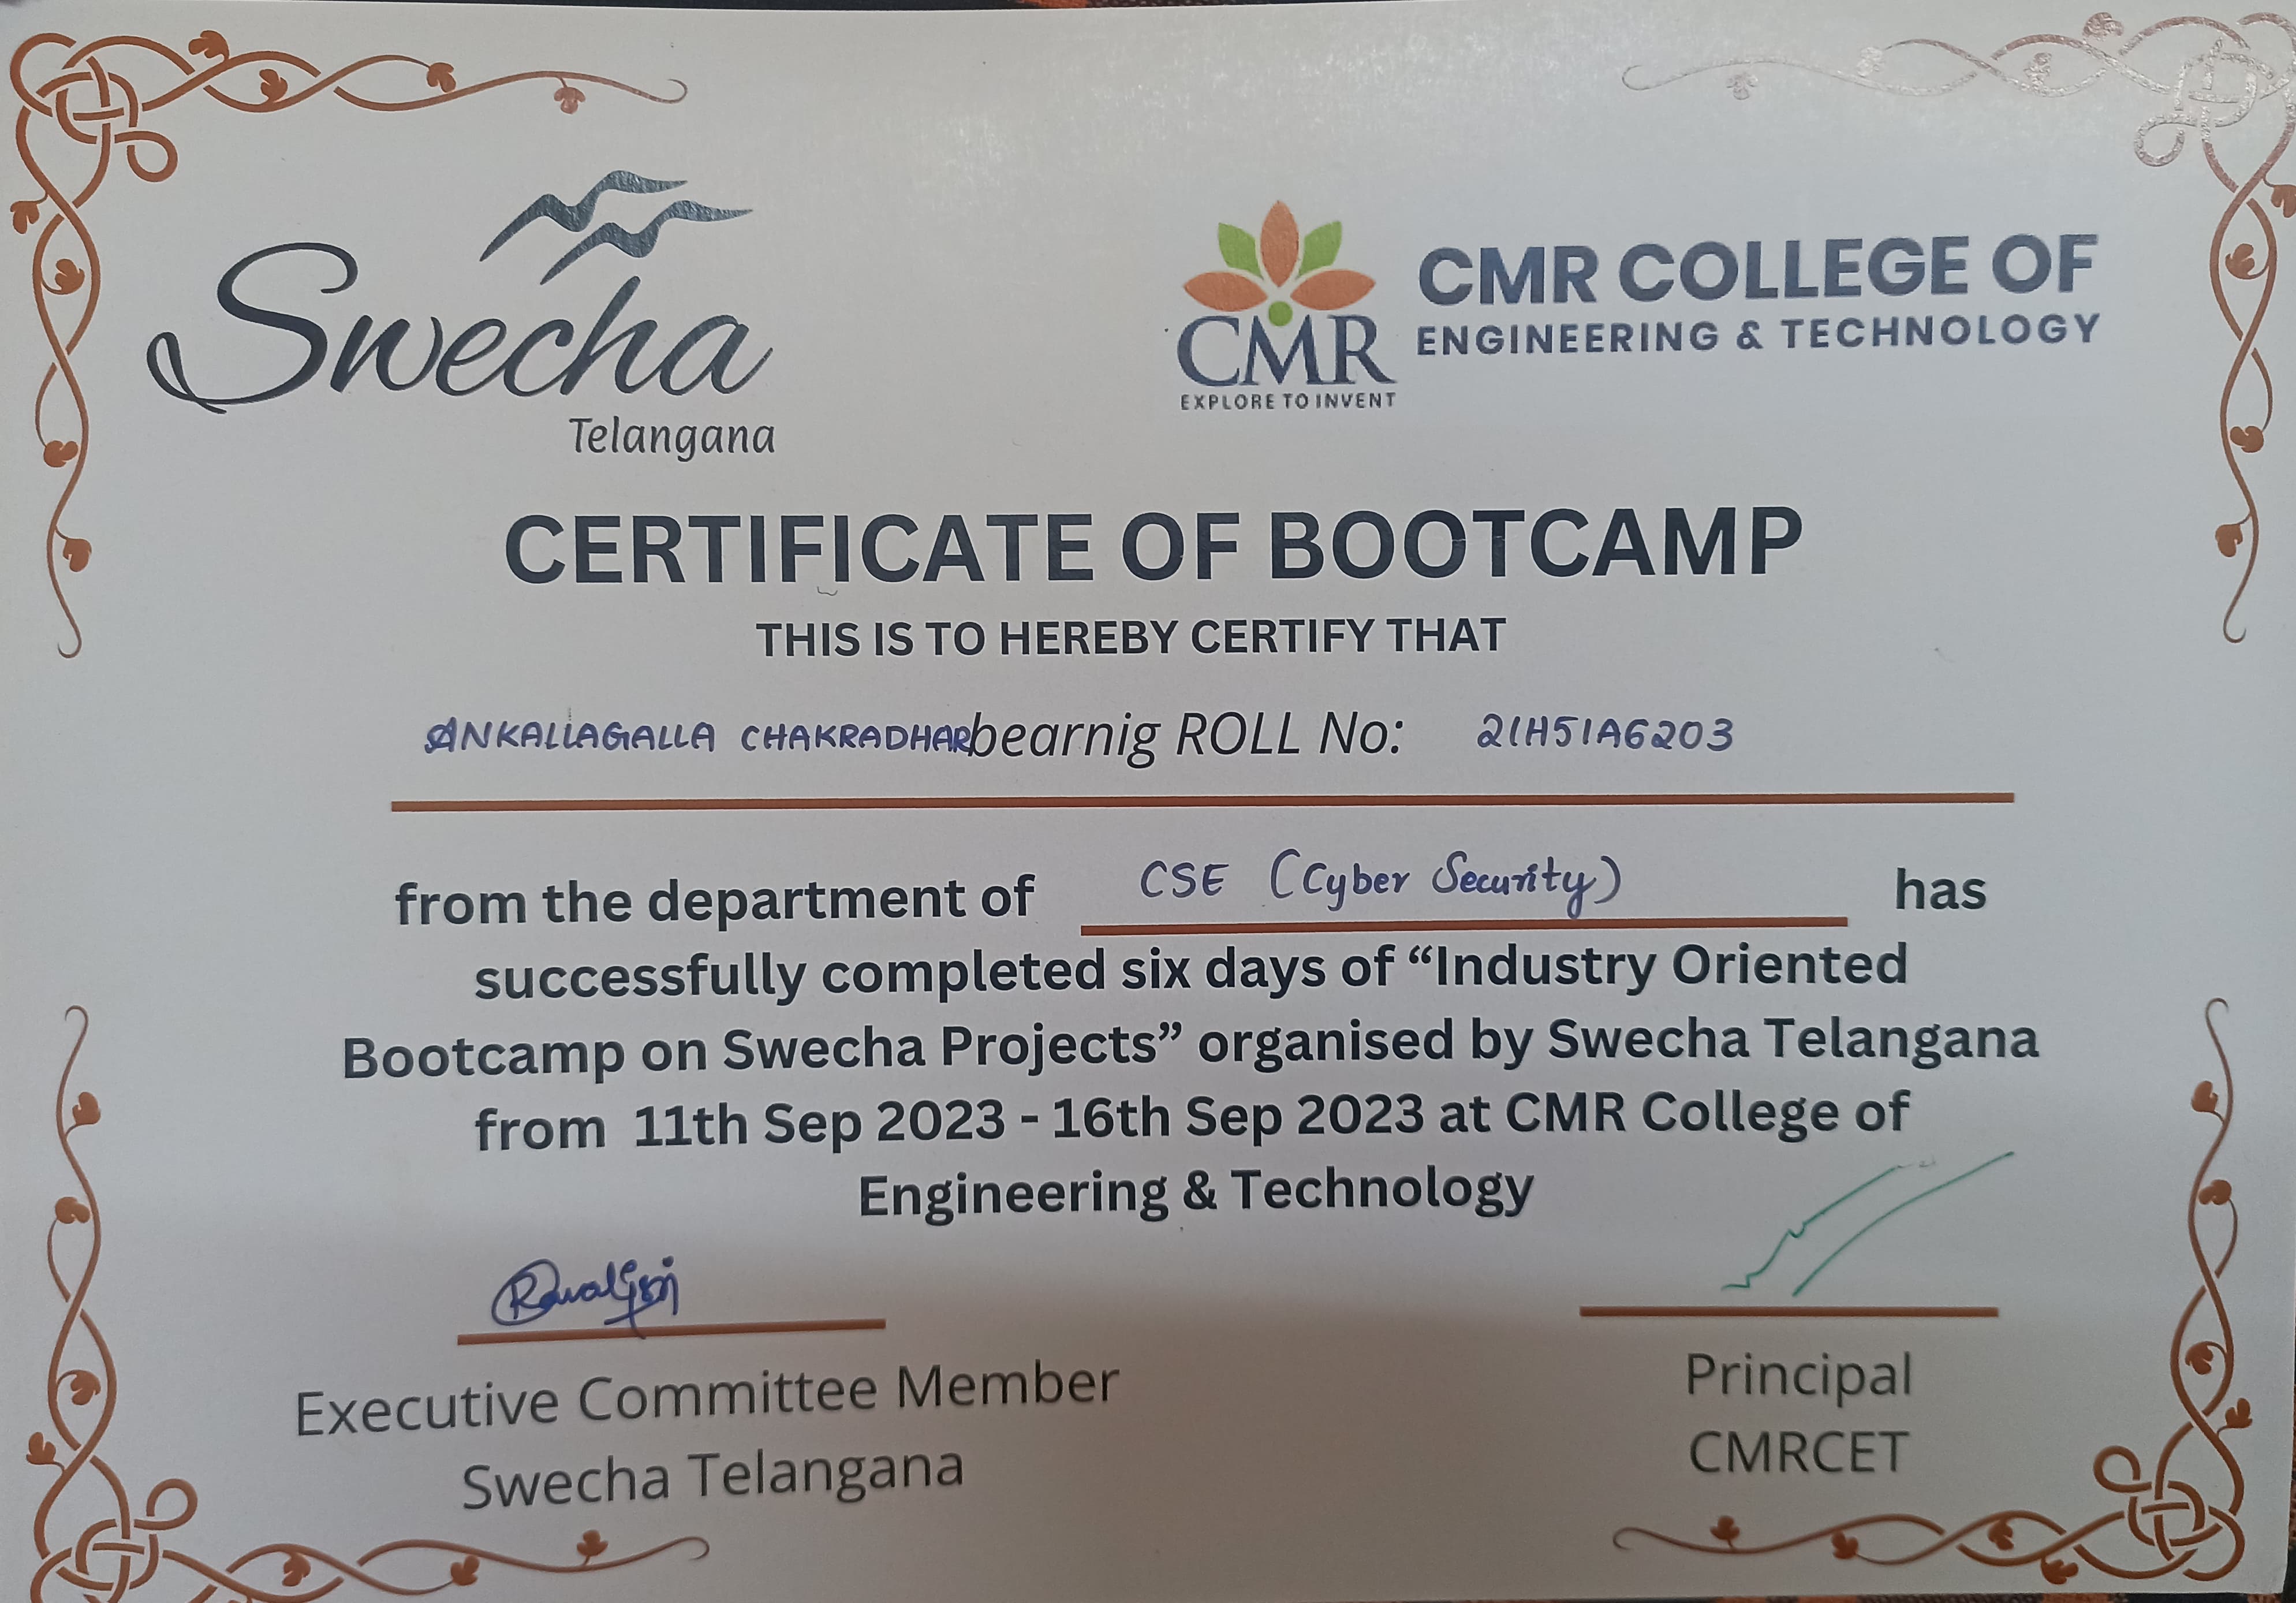 Swecha
Telangana
CMR
EXPLORE TO INVENT
CMR COLLEGE OF
ENGINEERING & TECHNOLOGY
CERTIFICATE OF BOOTCAMP
THIS IS TO HEREBY CERTIFY THAT
ANKALLAGALLA CHAKRADHAR bearnig ROLL No: 21H51A6203
from the department of CSE (Cyber Security) has
successfully completed six days of “Industry Oriented
Bootcamp on Swecha Projects” organised by Swecha Telangana
from 11th Sep 2023 - 16th Sep 2023 at CMR College of
Engineering & Technology
Executive Committee Member
Swecha Telangana
Principal
CMRCET